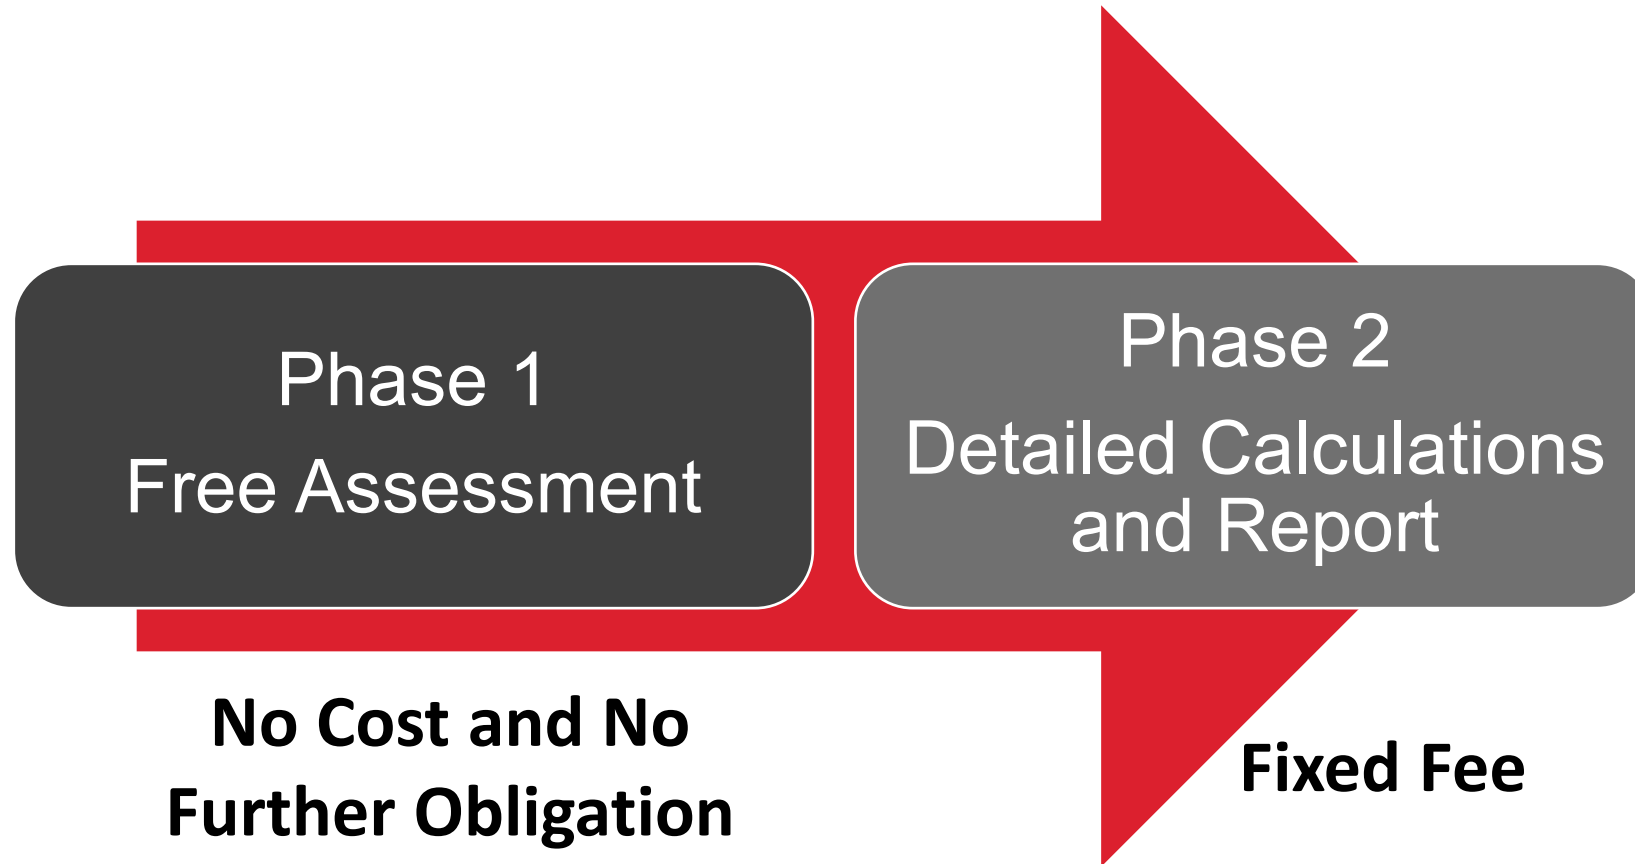 Phase 1
Free Assessment
Phase 2
Detailed Calculations
and Report
No Cost and No
Further Obligation
Fixed Fee